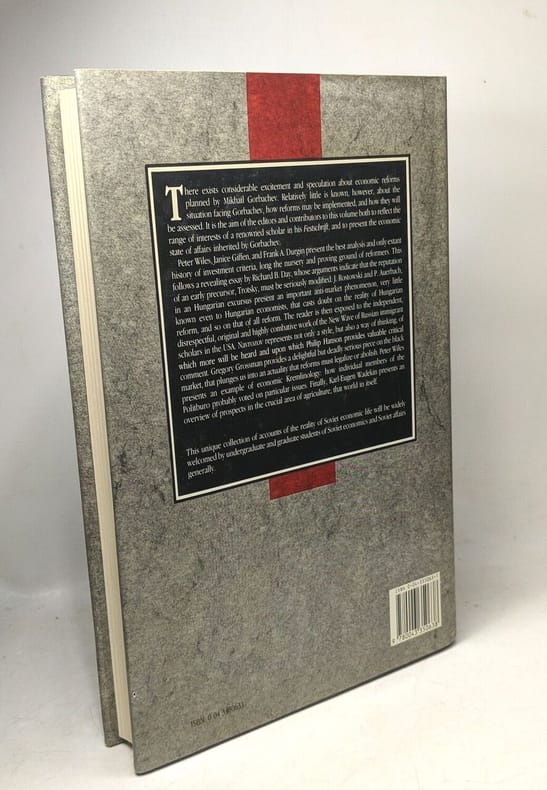 There exists considerable excitement and speculation about economic reforms
planned by Mikhail Gorbachev. Relatively little is known, however, about the
situation facing Gorbachev, how reforms may be implemented, and how they will
be assessed. It is the aim of the editors and contributors to this volume both to reflect the
range of interests of a renowned scholar in his Festschrift, and to present the economic
state of affairs inherited by Gorbachev.
Peter Wiles, Janice Giffen, and Frank A. Durgin present the best analysis and only extant
history of investment criteria, long the nursery and proving ground of reformers. This
follows a revealing essay by Richard B. Day, whose arguments indicate that the reputation
of an early precursor, Trotsky, must be seriously modified. J. Rostowski and P. Auerbach,
in an Hungarian excursus present an important anti-market phenomenon, very little
known even to Hungarian economists, that casts doubt on the reality of Hungarian
reform, and so on that of all reform. The reader is then exposed to the independent,
disrespectful, original and highly combative work of the New Wave of Russian immigrant
scholars in the USA. Navrozov represents not only a style, but also a way of thinking, of
which more will be heard and upon which Philip Hanson provides valuable critical
comment. Gregory Grossman provides a delightful but deadly serious piece on the black
market, that plunges us into an actuality that reforms must legalize or abolish. Peter Wiles
presents an example of economic Kremlinology: how individual members of the
Politburo probably voted on particular issues. Finally, Karl-Eugen Wadekin presents an
overview of prospects in the crucial area of agriculture, that world in itself.
This unique collection of accounts of the reality of Soviet economic life will be widely
welcomed by undergraduate and graduate students of Soviet economics and Soviet affairs
generally.
ISBN 0 04